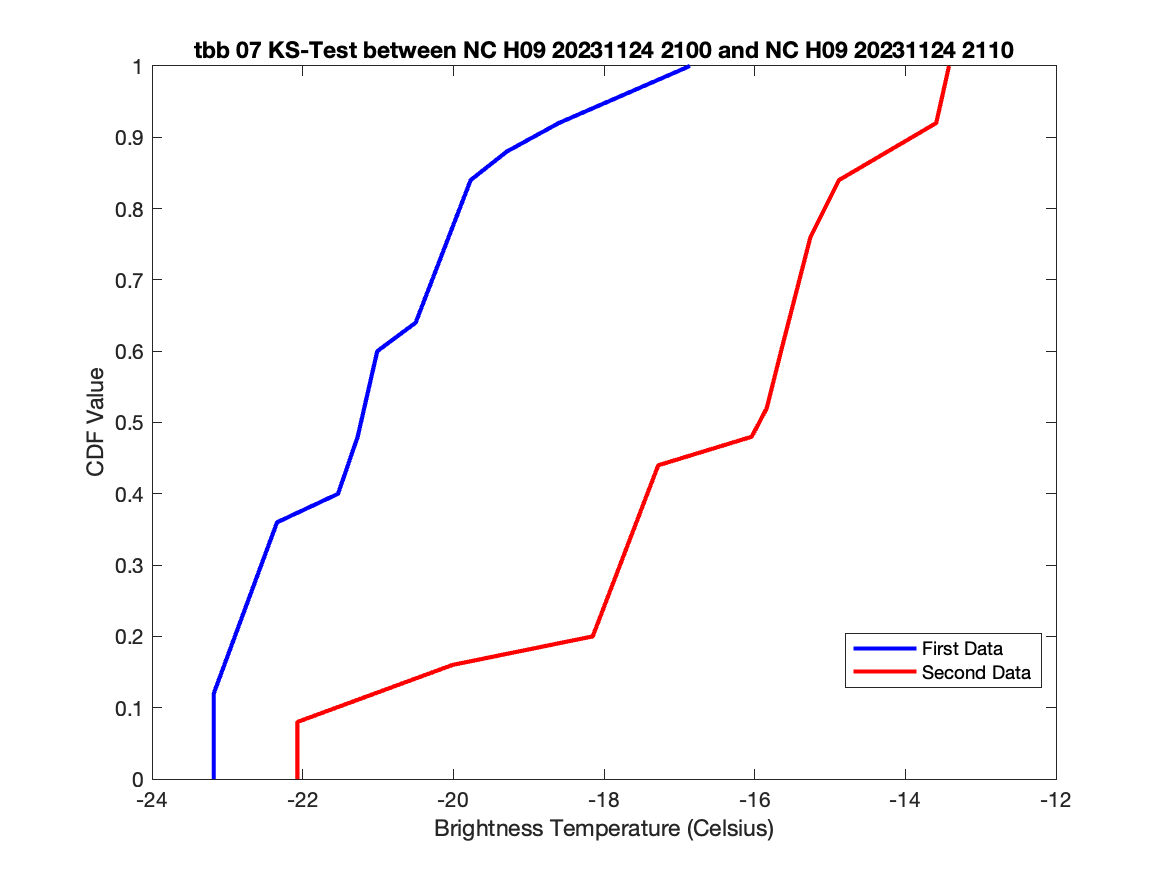 tbb 07 KS-Test between NC H09 20231124 2100 and NC H09 20231124 2110
1
0.9
0.8
0.7
0.6
0.5
0.4
0.3
0.2
0.1
0
CDF Value
First Data
Second Data
-24 -22 -20 -18 -16 -14 -12
Brightness Temperature (Celsius)